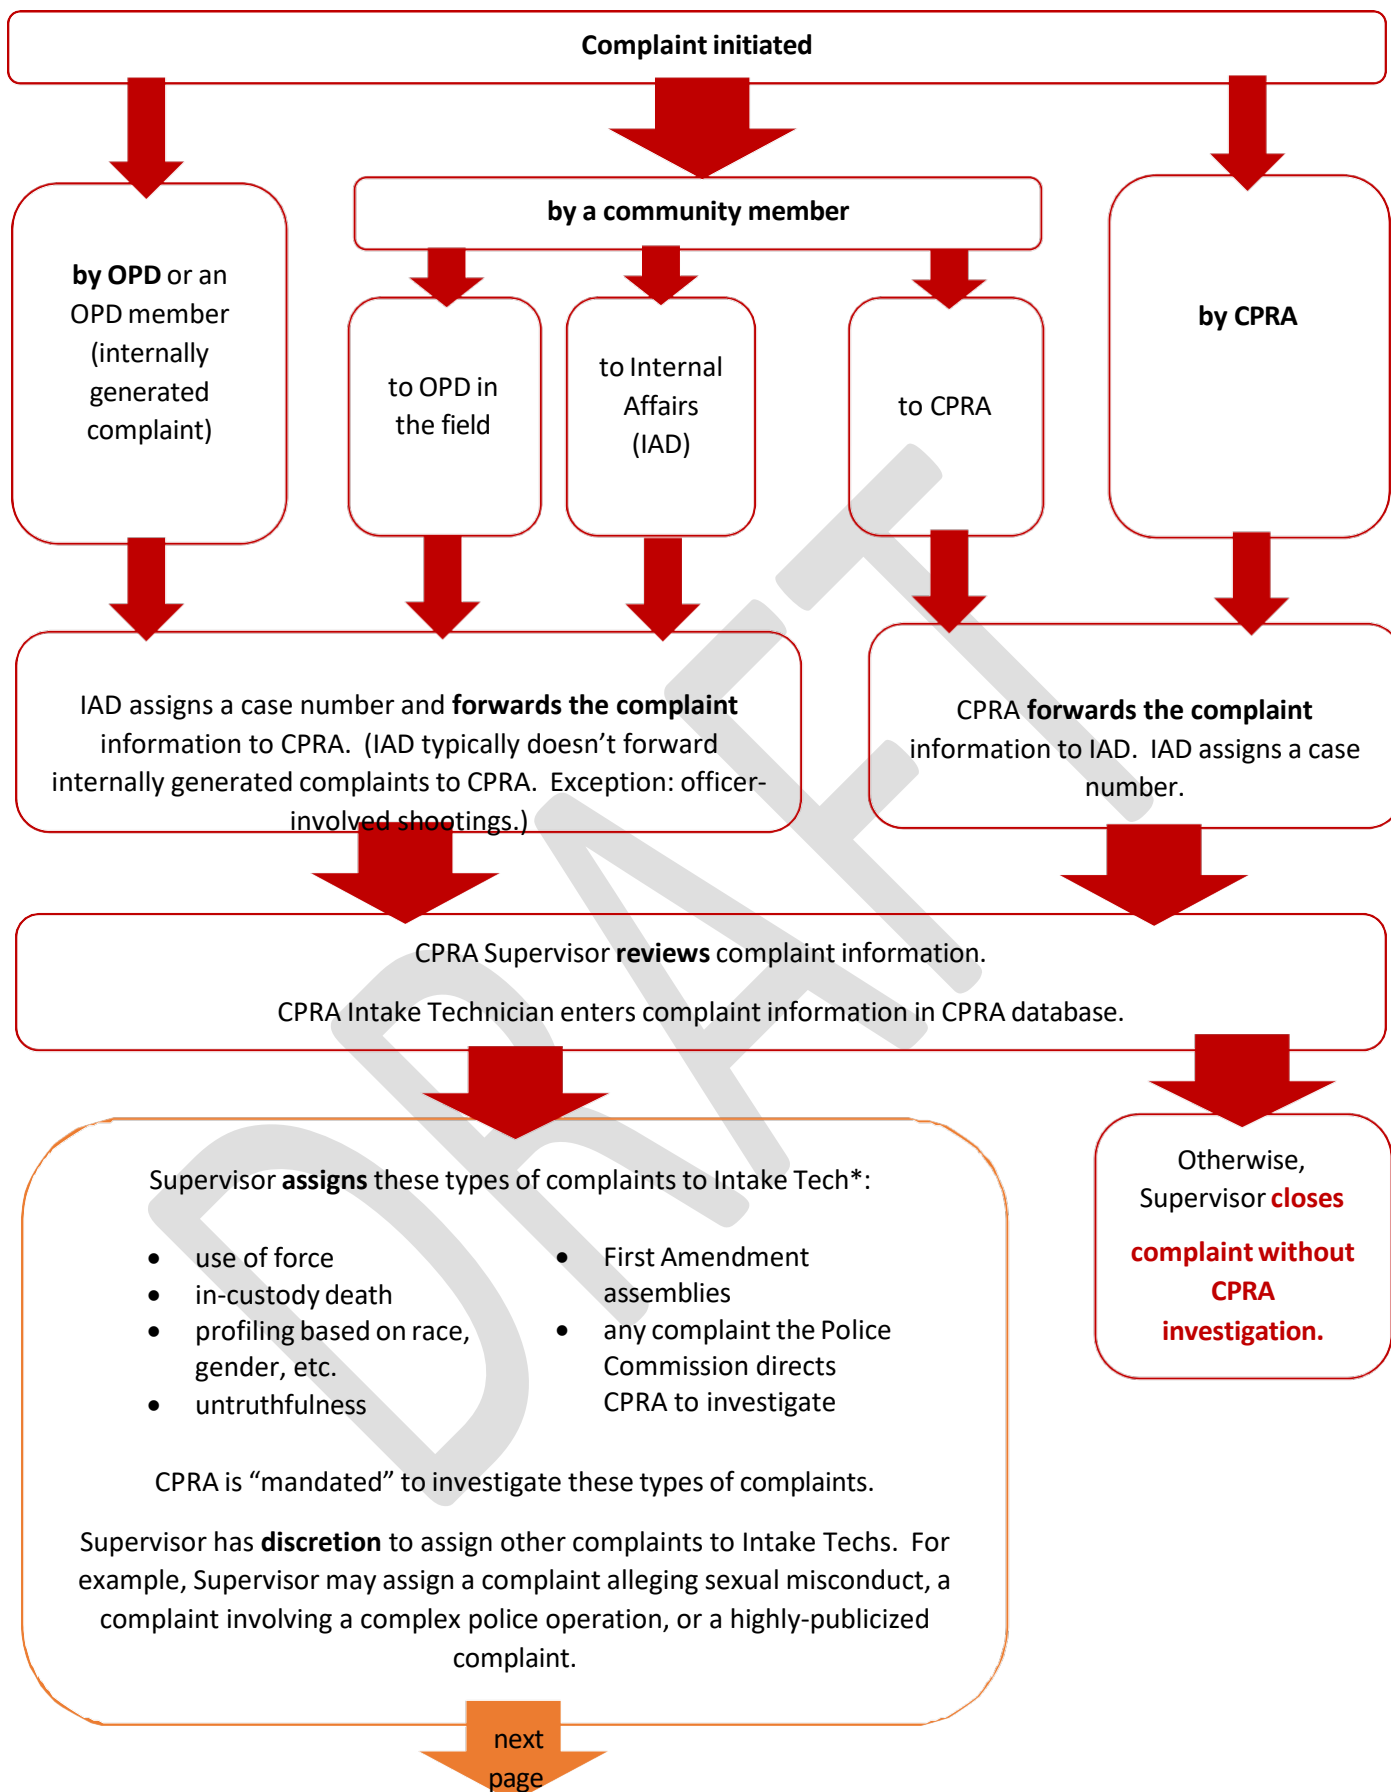 Complaint initiated
by a community member
by OPD or an
OPD member
(internally
generated
complaint)
to OPD in
the field
to Internal
Affairs
(IAD)
to CPRA
by CPRA
IAD assigns a case number and forwards the complaint
information to CPRA.  (IAD typically doesn’t forward
internally generated complaints to CPRA.  Exception: officer-
involved shootings.)
CPRA forwards the complaint
information to IAD.  IAD assigns a case
number.
CPRA Supervisor reviews complaint information.
CPRA Intake Technician enters complaint information in CPRA database.
Supervisor assigns these types of complaints to Intake Tech*:
• use of force
• in-custody death
• profiling based on race,
gender, etc.
• untruthfulness
• First Amendment
assemblies
• any complaint the Police
Commission directs
CPRA to investigate
CPRA is “mandated” to investigate these types of complaints.
Supervisor has discretion to assign other complaints to Intake Techs.  For
example, Supervisor may assign a complaint alleging sexual misconduct, a
complaint involving a complex police operation, or a highly-publicized
complaint.
Otherwise,
Supervisor closes
complaint without
CPRA
investigation.
next
page
DRAFT